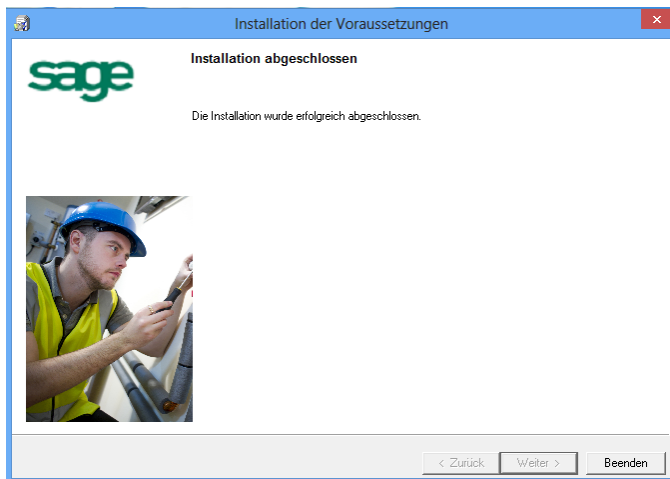 Installation der Voraussetzungen
sage
Installation abgeschlossen
Die Installation wurde erfolgreich abgeschlossen.
< Zurück
Weiter >
Beenden